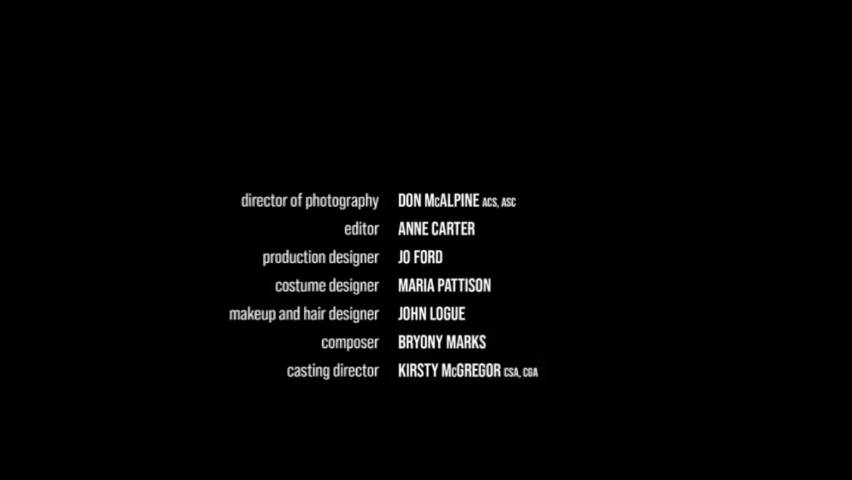 director of photography DON McALPINE ACS, ASC
editor ANNE CARTER
production designer JO FORD
costume designer MARIA PATTISON
makeup and hair designer JOHN LOGUE
composer BRYONY MARKS
casting director KIRSTY McGREGOR CSA, CGA